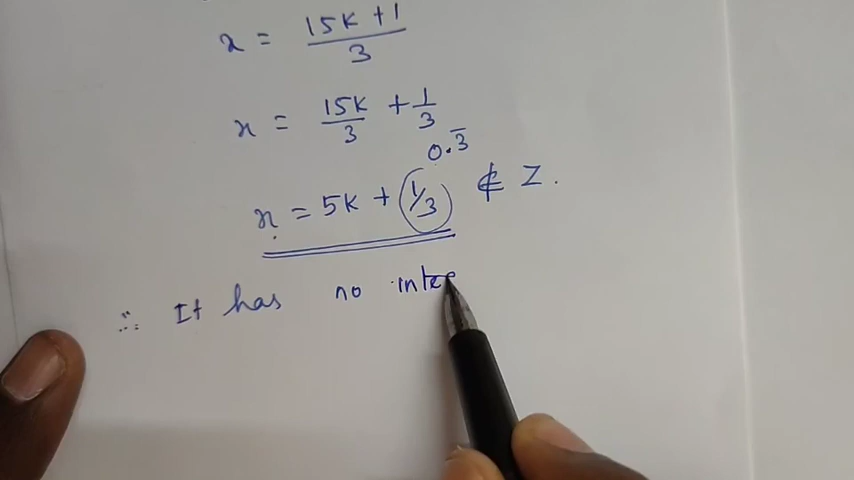 x = 15K + 1 / 3
x = 15K / 3 + 1 / 3
0.3̅
x = 5K + 1/3 ∉ Z.
∴ It has no inte